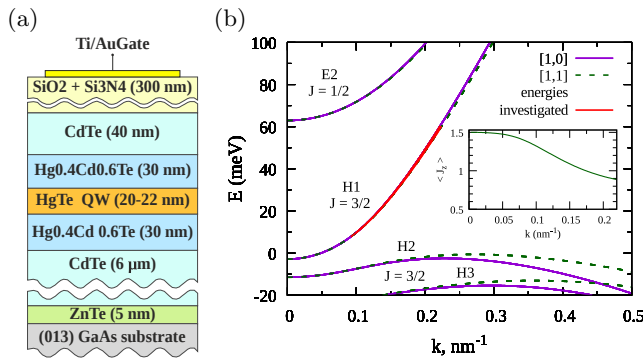 (a)
Ti/AuGate
SiO2 + Si3N4 (300 nm)
CdTe (40 nm)
Hg0.4Cd0.6Te (30 nm)
HgTe QW (20-22 nm)
Hg0.4Cd 0.6Te (30 nm)
CdTe (6 μm)
ZnTe (5 nm)
(013) GaAs substrate
(b)
E (meV)
100
80
60
40
20
0
-20
0
0.1
0.2
0.3
0.4
0.5
k, nm-1
E2
J = 1/2
H1
J = 3/2
H2
J = 3/2
H3
[1,0]
[1,1]
energies
investigated
< Jz >
1.5
1
0.5
0
0.05
0.1
0.15
0.2
k (nm-1)